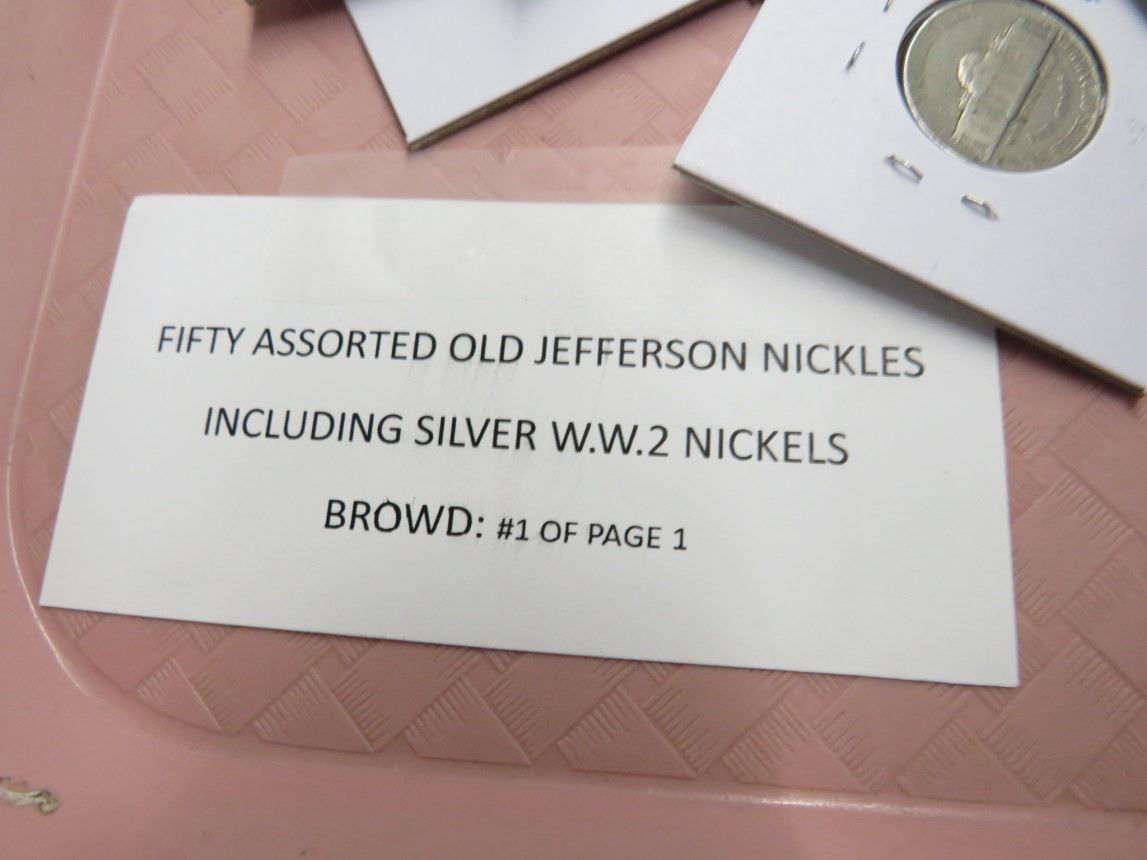 FIFTY ASSORTED OLD JEFFERSON NICKLES
INCLUDING SILVER W.W.2 NICKELS
BROWD: #1 OF PAGE 1